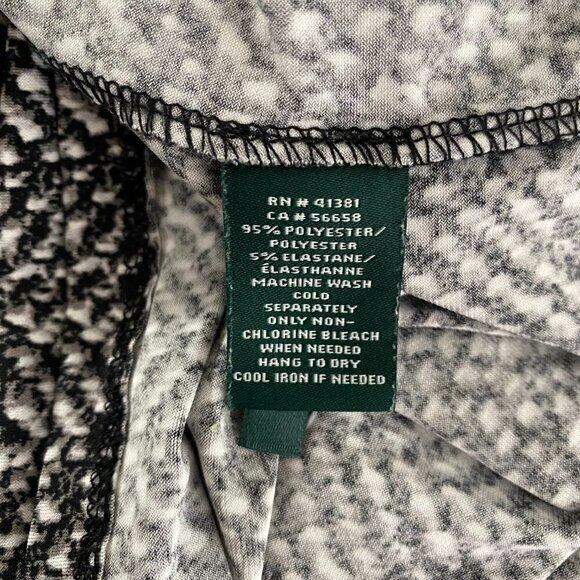 RN # 41381
CA # 56658
95% POLYESTER/
POLYESTER
5% ELASTANE/
ÉLASTHANNE
MACHINE WASH
COLD
SEPARATELY
ONLY NON-
CHLORINE BLEACH
WHEN NEEDED
HANG TO DRY
COOL IRON IF NEEDED